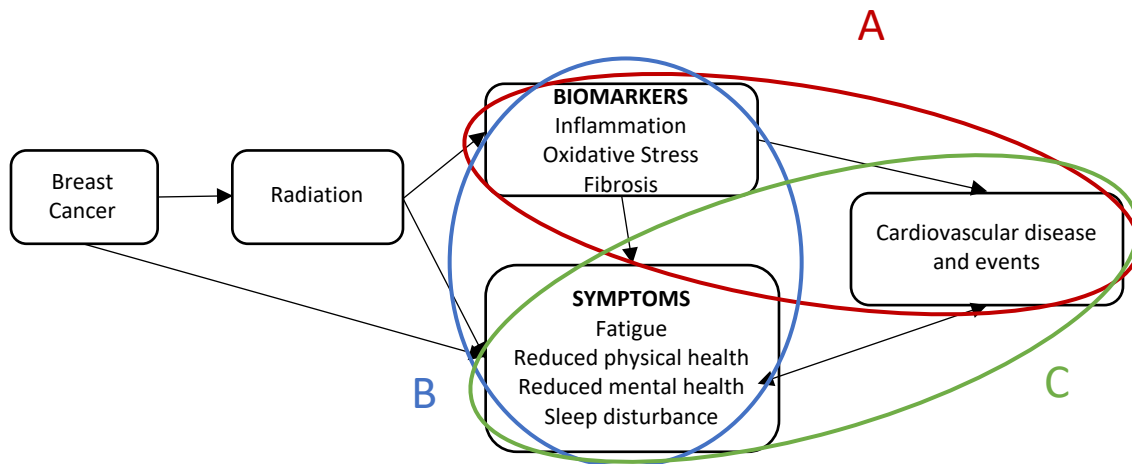 A
BIOMARKERS
Inflammation
Oxidative Stress
Fibrosis
Breast
Cancer
Radiation
Cardiovascular disease
and events
SYMPTOMS
Fatigue
Reduced physical health
Reduced mental health
Sleep disturbance
B
C